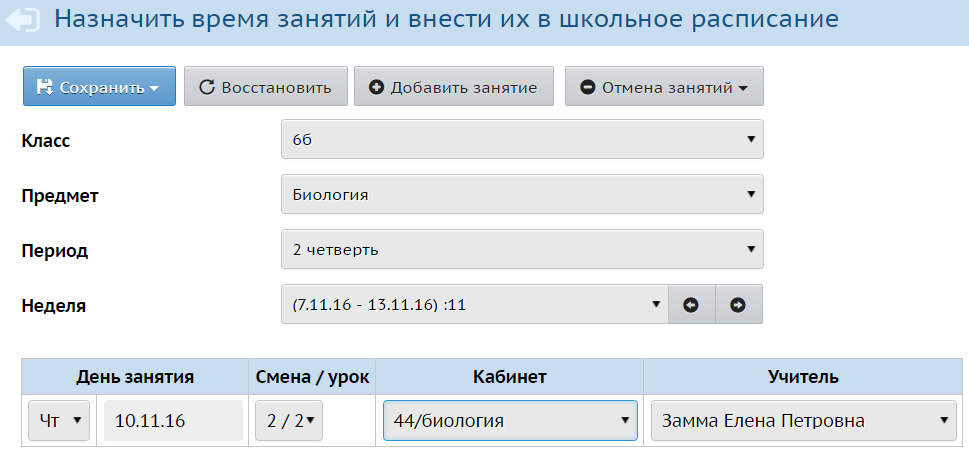 Назначить время занятий и внести их в школьное расписание
Сохранить Восстановить Добавить занятие Отмена занятий
Класс 6б
Предмет Биология
Период 2 четверть
Неделя (7.11.16 - 13.11.16) :11
День занятия Смена / урок Кабинет Учитель
Чт 10.11.16 2 / 2 44/биология Замма Елена Петровна